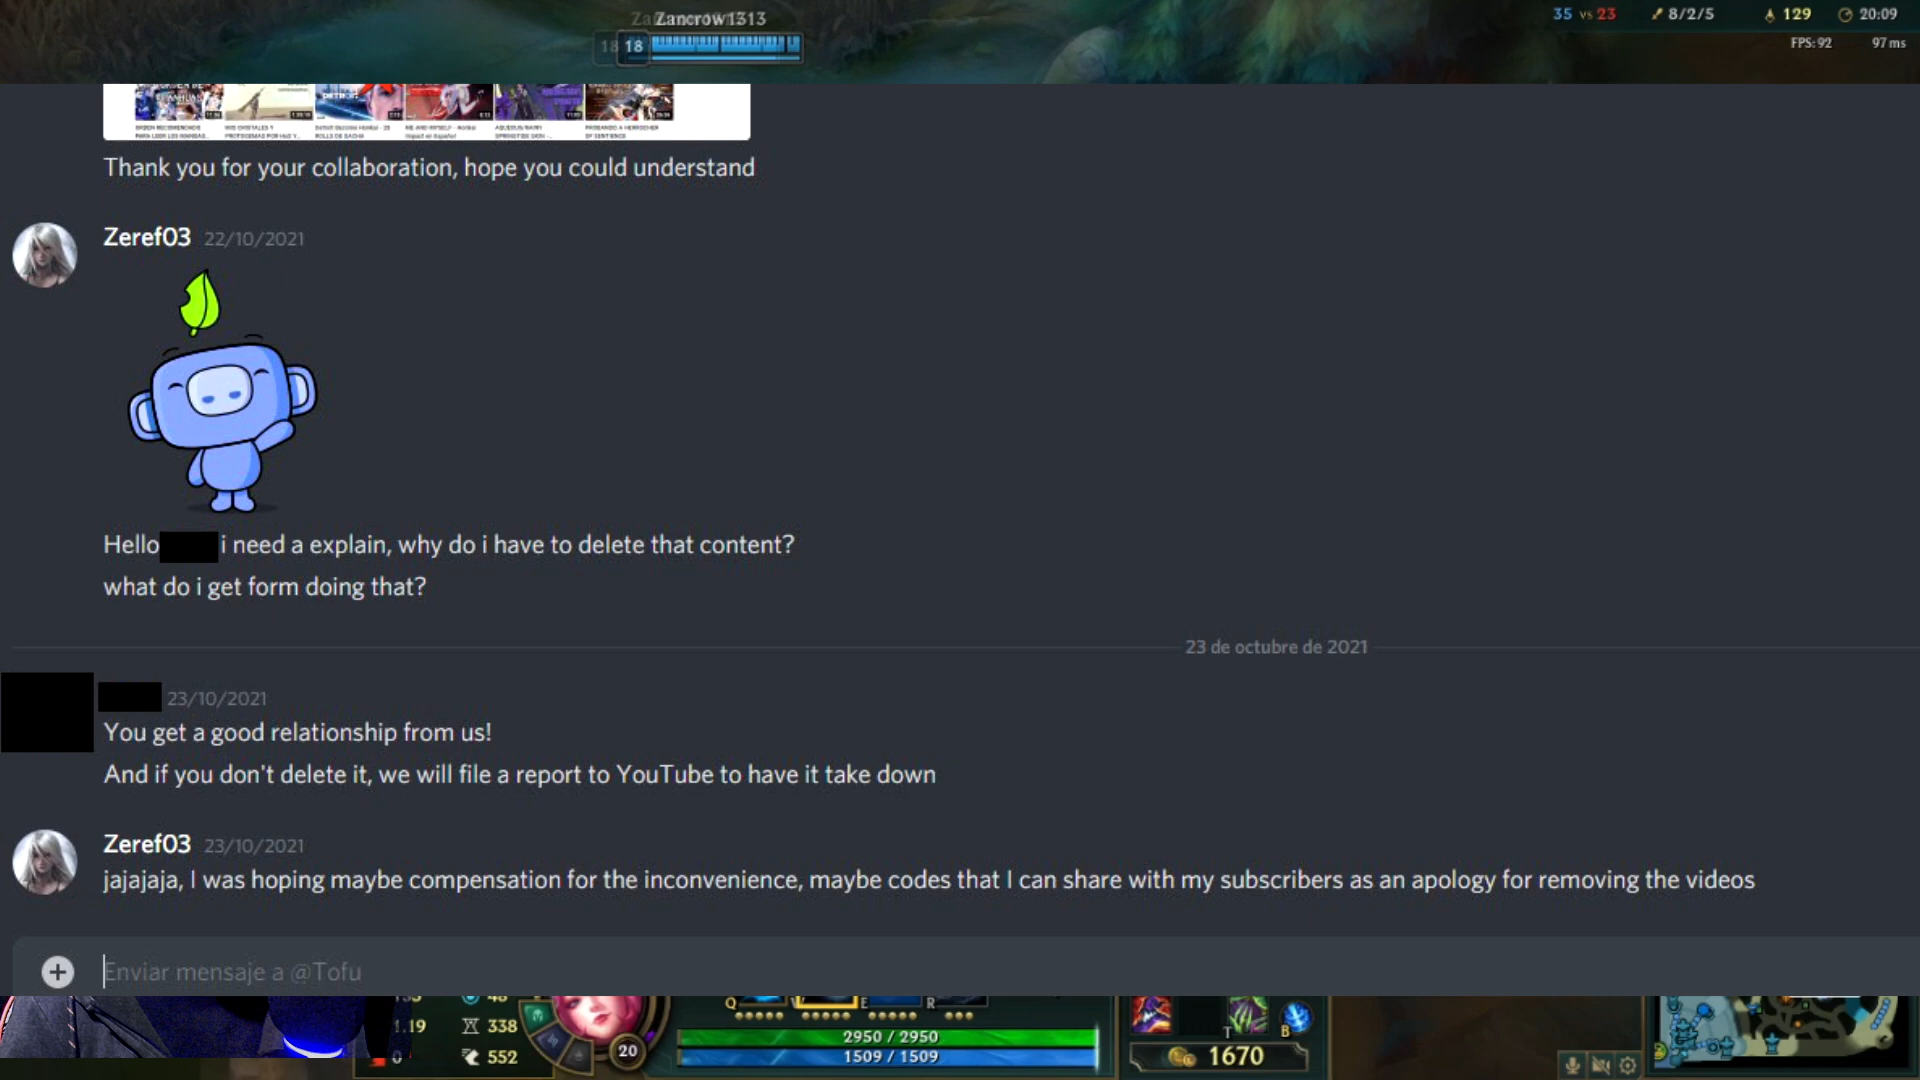 Zancrow1313
35 vs 23
8/2/5
129
20:09
18
18
FPS: 92
97 ms
Thank you for your collaboration, hope you could understand
Zeref03 22/10/2021
Hello i need a explain, why do i have to delete that content?
what do i get form doing that?
23 de octubre de 2021
23/10/2021
You get a good relationship from us!
And if you don't delete it, we will file a report to YouTube to have it take down
Zeref03 23/10/2021
jajajaja, I was hoping maybe compensation for the inconvenience, maybe codes that I can share with my subscribers as an apology for removing the videos
Enviar mensaje a @Tofu
Q
E
R
1.19
338
0
552
20
2950 / 2950
1509 / 1509
T
B
1670